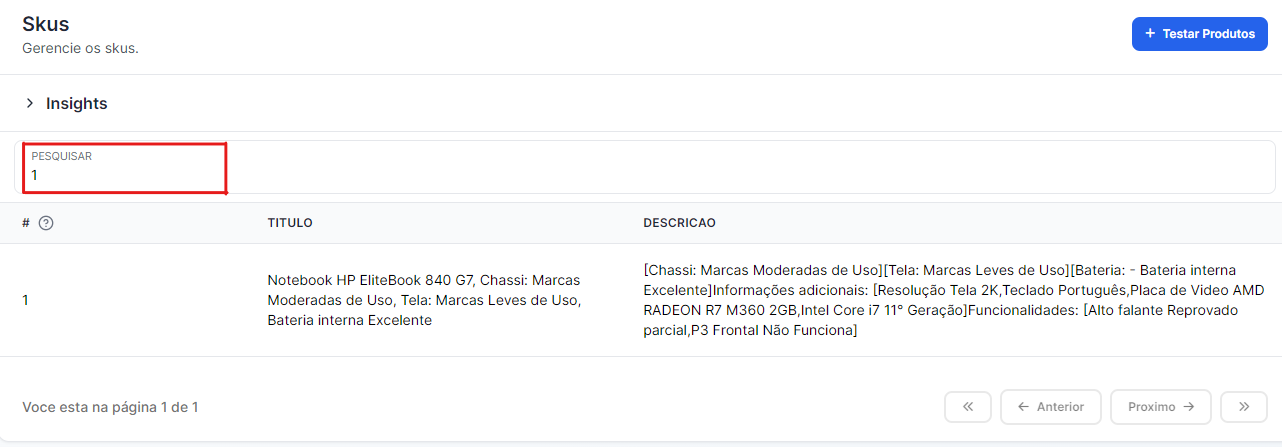 Skus
Gerencie os skus.
+ Testar Produtos
> Insights
PESQUISAR
1
# ? TITULO DESCRICAO
1
Notebook HP EliteBook 840 G7, Chassi: Marcas
Moderadas de Uso, Tela: Marcas Leves de Uso,
Bateria interna Excelente
[Chassi: Marcas Moderadas de Uso][Tela: Marcas Leves de Uso][Bateria: - Bateria interna
Excelente]Informações adicionais: [Resolução Tela 2K,Teclado Português,Placa de Video AMD
RADEON R7 M360 2GB,Intel Core i7 11° Geração]Funcionalidades: [Alto falante Reprovado
parcial,P3 Frontal Não Funciona]
Voce esta na página 1 de 1
« ← Anterior Proximo → »